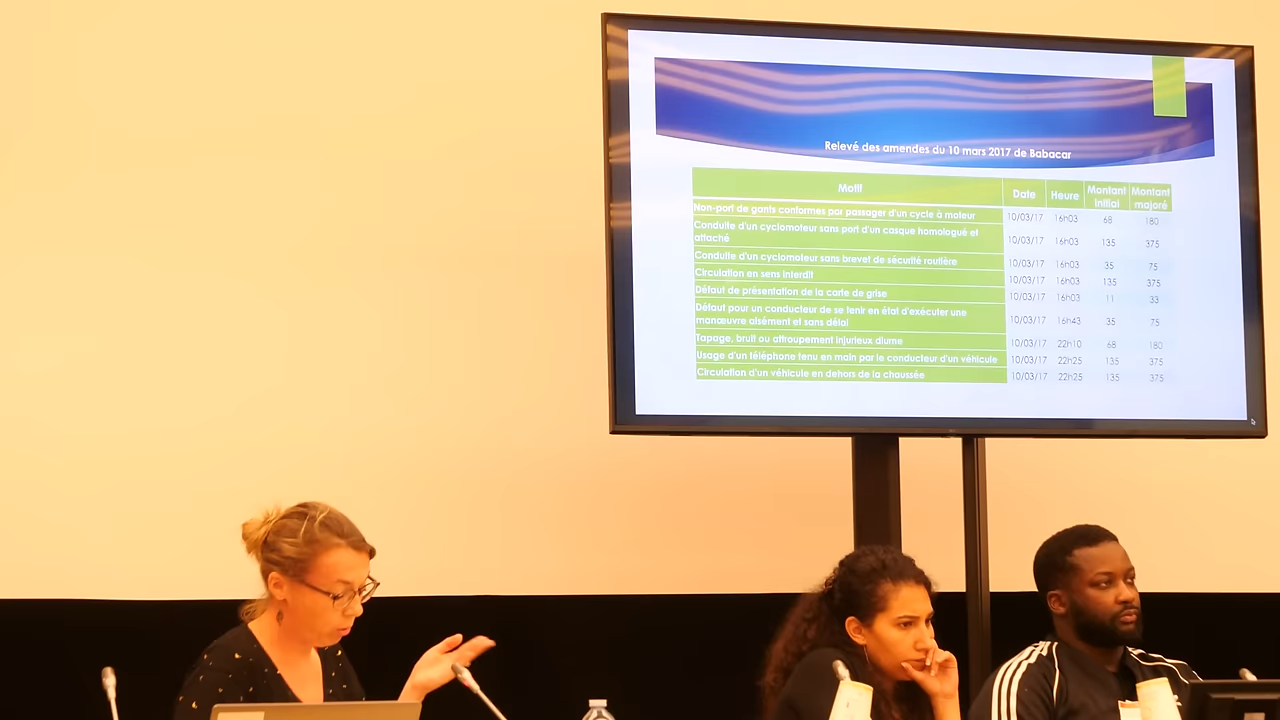 Relevé des amendes du 10 mars 2017 de Babacar
Motif Date Heure Montant initial Montant majoré
Non-port de gants conformes par passager d'un cycle à moteur 10/03/17 16h03 68 180
Conduite d'un cyclomoteur sans port d'un casque homologué et
attaché 10/03/17 16h03 135 375
Conduite d'un cyclomoteur sans brevet de sécurité routière 10/03/17 16h03 35 75
Circulation en sens interdit 10/03/17 16h03 135 375
Défaut de présentation de la carte de grise 10/03/17 16h03 11 33
Défaut pour un conducteur de se tenir en état d'exécuter une
manœuvre aisément et sans délai 10/03/17 16h43 35 75
Tapage, bruit ou attroupement injurieux diurne 10/03/17 22h10 68 180
Usage d'un téléphone tenu en main par le conducteur d'un véhicule 10/03/17 22h25 135 375
Circulation d'un véhicule en dehors de la chaussée 10/03/17 22h25 135 375